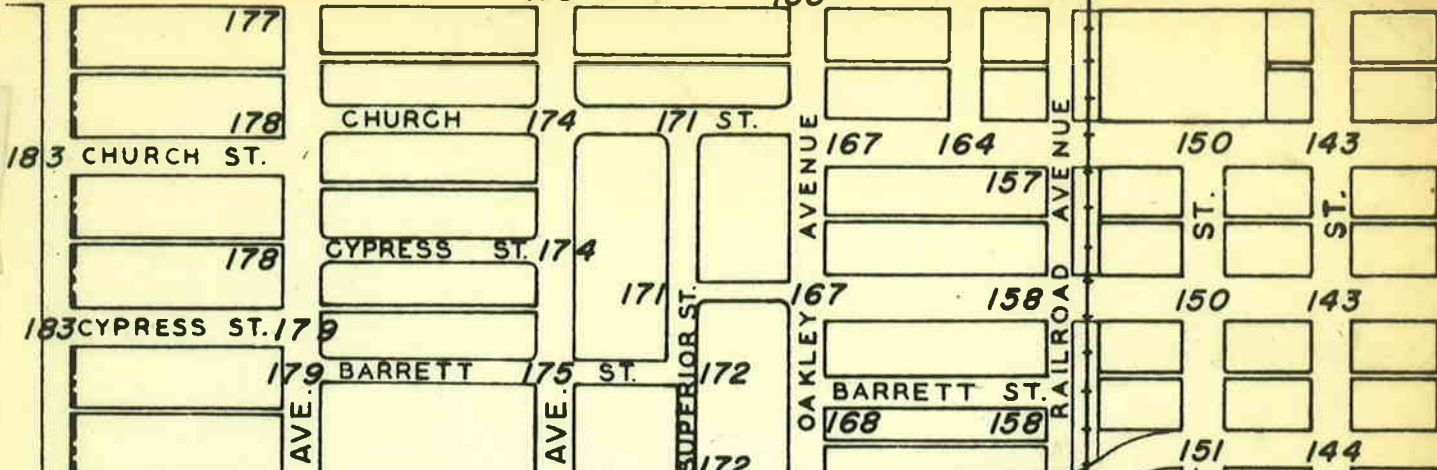 177
178
CHURCH 174 171 ST.
183 CHURCH ST.
167 164
150 143
157
AVENUE
AVENUE
ST.
ST.
CYPRESS ST. 174
178
171
167
158
150 143
183 CYPRESS ST. 179
SUPERIOR ST.
OAKLEY
RAILROAD
179 BARRETT 175 ST. 172
BARRETT ST.
AVE.
AVE.
168 158
151 144
172